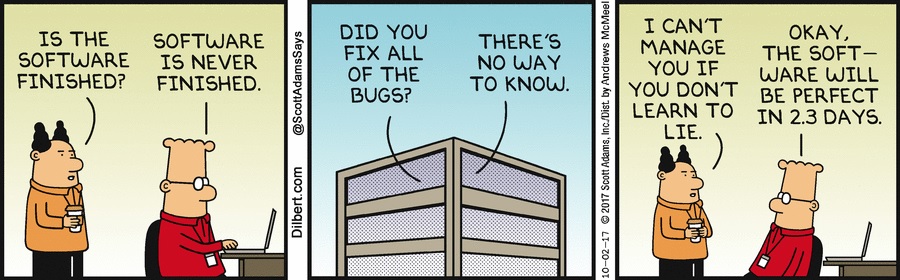 IS THE
SOFTWARE
FINISHED?
SOFTWARE
IS NEVER
FINISHED.
Dilbert.com @ScottAdamsSays
DID YOU
FIX ALL
OF THE
BUGS?
THERE'S
NO WAY
TO KNOW.
10-02-17 © 2017 Scott Adams, Inc./Dist. by Andrews McMeel
I CAN'T
MANAGE
YOU IF
YOU DON'T
LEARN TO
LIE.
OKAY,
THE SOFT-
WARE WILL
BE PERFECT
IN 2.3 DAYS.